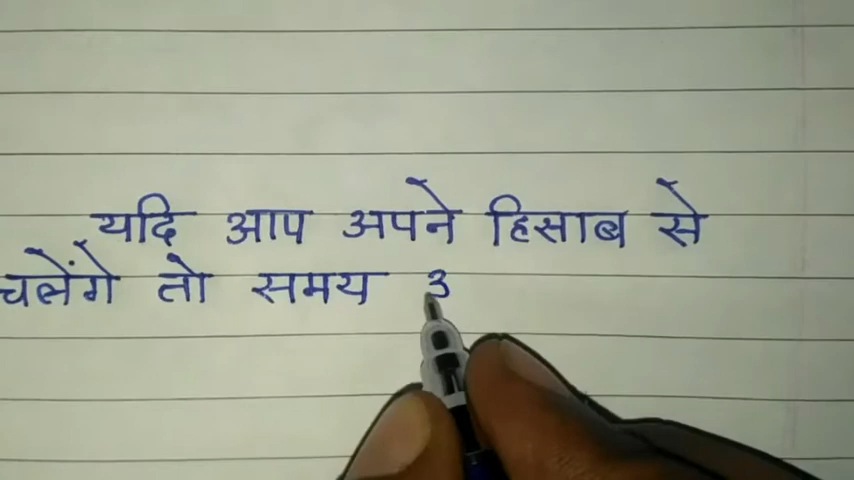 यदि आप अपने हिसाब से
चलेंगे तो समय